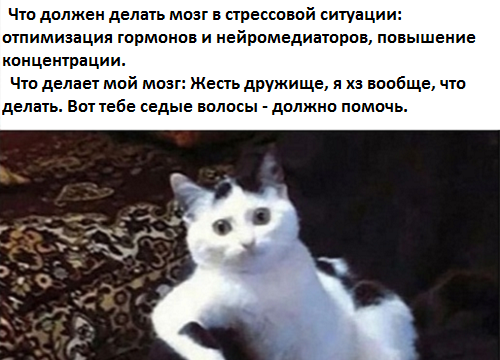 Что должен делать мозг в стрессовой ситуации:
отпимизация гормонов и нейромедиаторов, повышение
концентрации.
Что делает мой мозг: Жесть дружище, я хз вообще, что
делать. Вот тебе седые волосы - должно помочь.